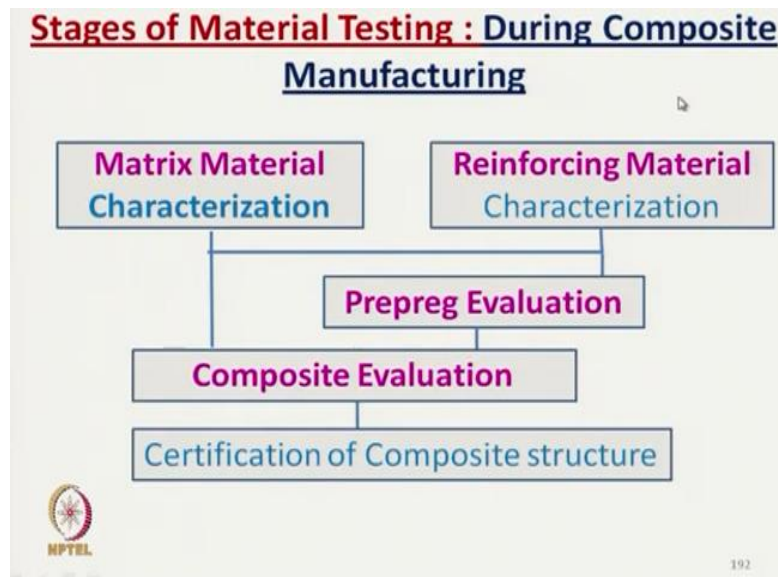 Stages of Material Testing : During Composite
Manufacturing
Matrix Material
Characterization
Reinforcing Material
Characterization
Prepreg Evaluation
Composite Evaluation
Certification of Composite structure
NPTEL
192